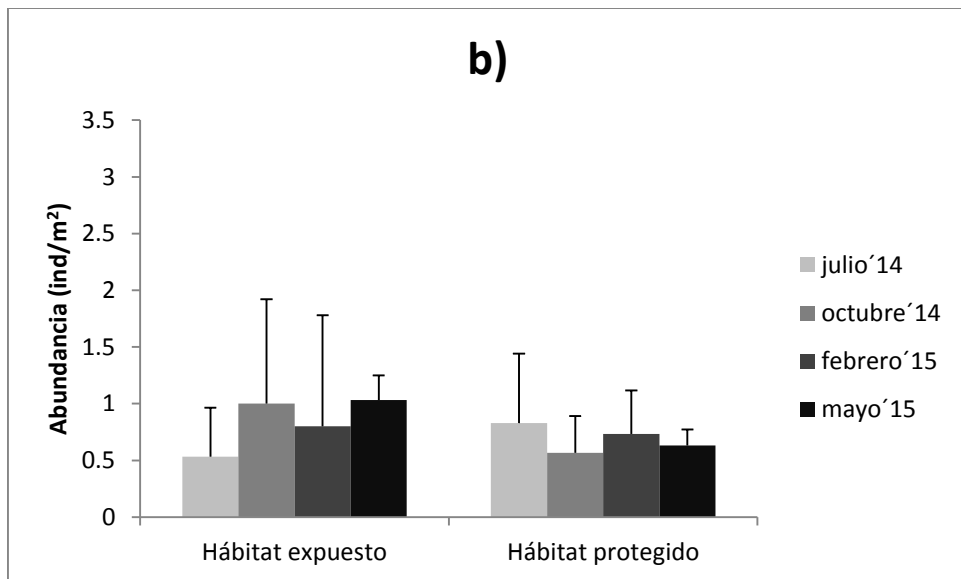 b)
Abundancia (ind/m²)
3.5
3
2.5
2
1.5
1
0.5
0
Hábitat expuesto
Hábitat protegido
julio´14
octubre´14
febrero´15
mayo´15